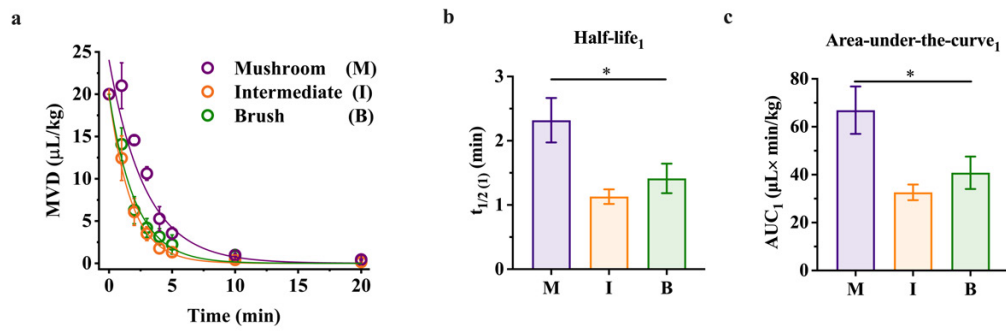 a
MVD (μL/kg)
25
20
15
10
5
0
0
5
10
15
20
Time (min)
Mushroom (M)
Intermediate (I)
Brush (B)
b
Half-life₁
t₁/₂ (₁) (min)
3
2
1
0
*
M I B
c
Area-under-the-curve₁
AUC₁ (μL× min/kg)
80
60
40
20
0
*
M I B